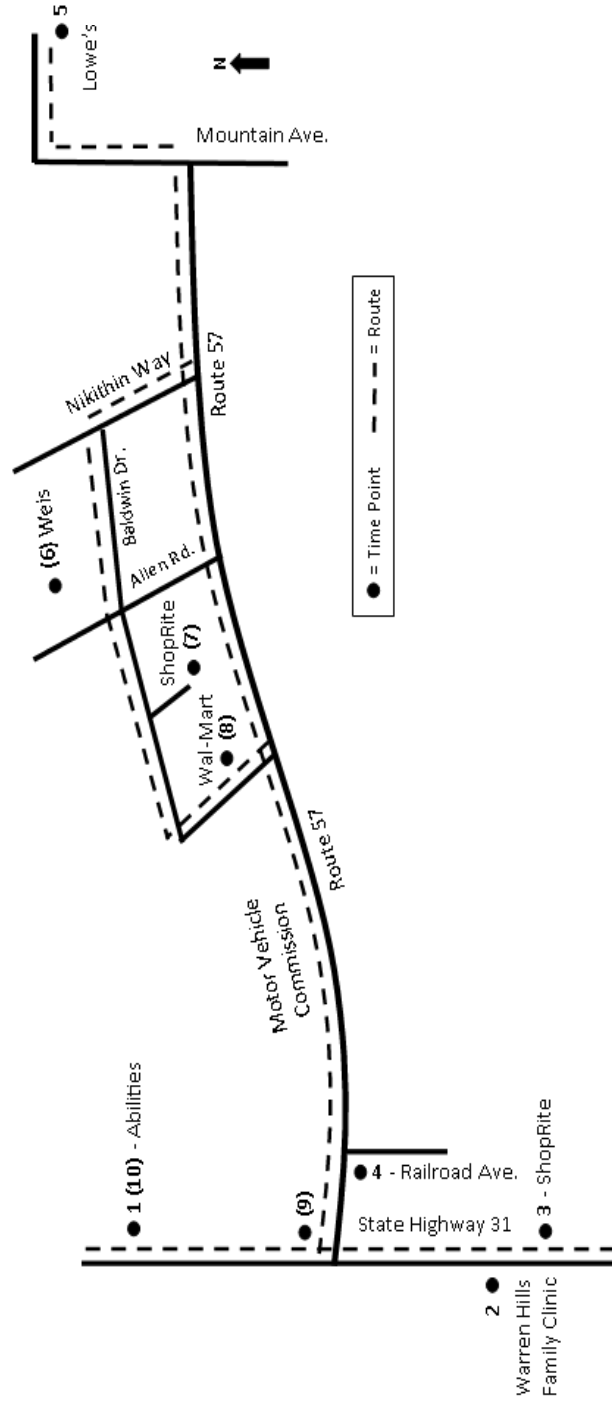 5
Lowe's
N
Mountain Ave.
Nikithin Way
Route 57
(6) Weis
Baldwin Dr.
Allen Rd.
ShopRite
(7)
Wal-Mart
(8)
= Time Point
= Route
Route 57
Motor Vehicle
Commission
1 (10) - Abilities
(9)
4 - Railroad Ave.
State Highway 31
3 - ShopRite
2
Warren Hills
Family Clinic